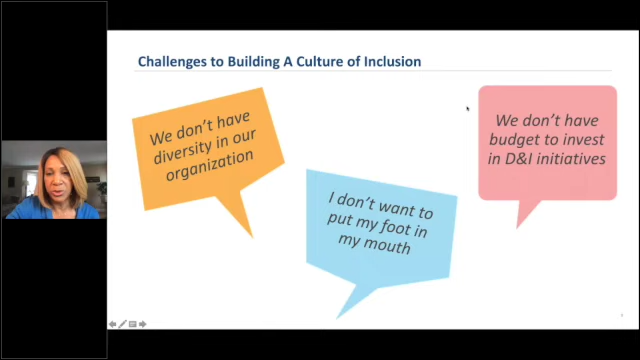 Challenges to Building A Culture of Inclusion
We don't have
diversity in our
organization
I don't want to
put my foot in
my mouth
We don't have
budget to invest
in D&I initiatives